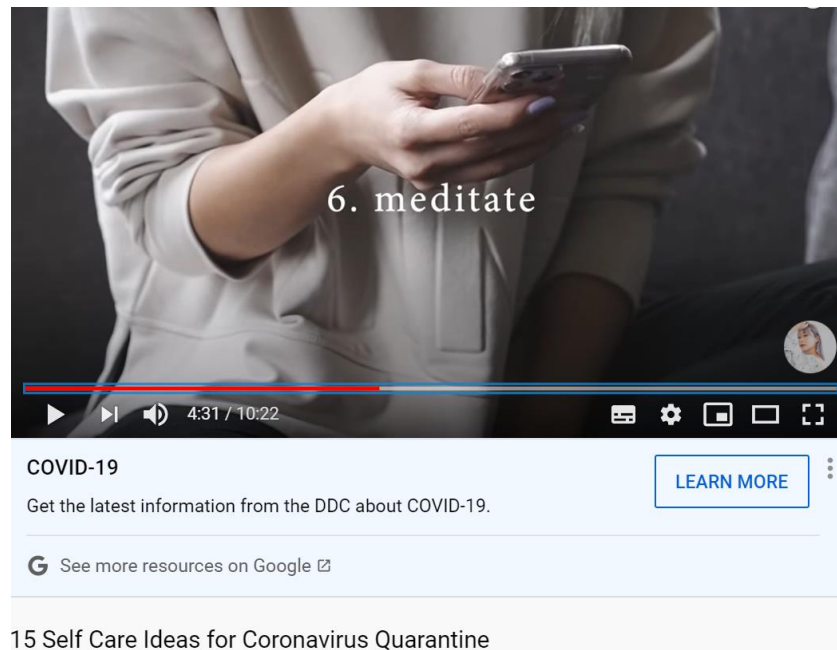 6. meditate
4:31 / 10:22
COVID-19
LEARN MORE
Get the latest information from the DDC about COVID-19.
G See more resources on Google
15 Self Care Ideas for Coronavirus Quarantine